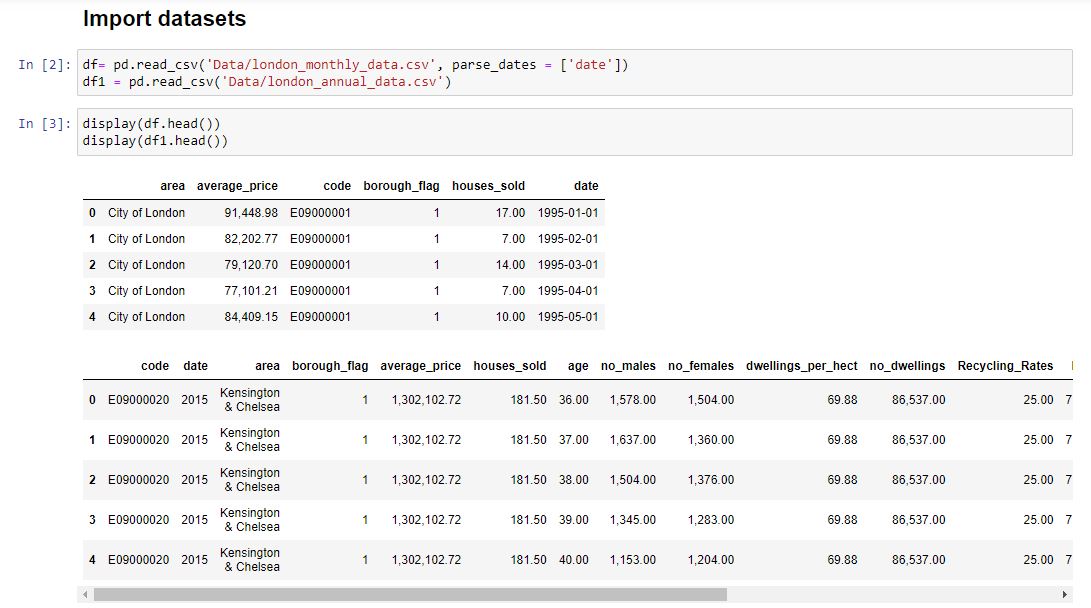 Import datasets
In [2]: df= pd.read_csv('Data/london_monthly_data.csv', parse_dates = ['date'])
df1 = pd.read_csv('Data/london_annual_data.csv')
In [3]: display(df.head())
display(df1.head())
area average_price code borough_flag houses_sold date
0 City of London 91,448.98 E09000001 1 17.00 1995-01-01
1 City of London 82,202.77 E09000001 1 7.00 1995-02-01
2 City of London 79,120.70 E09000001 1 14.00 1995-03-01
3 City of London 77,101.21 E09000001 1 7.00 1995-04-01
4 City of London 84,409.15 E09000001 1 10.00 1995-05-01
code date area borough_flag average_price houses_sold age no_males no_females dwellings_per_hect no_dwellings Recycling_Rates
0 E09000020 2015 Kensington & Chelsea 1 1,302,102.72 181.50 36.00 1,578.00 1,504.00 69.88 86,537.00 25.00 7
1 E09000020 2015 Kensington & Chelsea 1 1,302,102.72 181.50 37.00 1,637.00 1,360.00 69.88 86,537.00 25.00 7
2 E09000020 2015 Kensington & Chelsea 1 1,302,102.72 181.50 38.00 1,504.00 1,376.00 69.88 86,537.00 25.00 7
3 E09000020 2015 Kensington & Chelsea 1 1,302,102.72 181.50 39.00 1,345.00 1,283.00 69.88 86,537.00 25.00 7
4 E09000020 2015 Kensington & Chelsea 1 1,302,102.72 181.50 40.00 1,153.00 1,204.00 69.88 86,537.00 25.00 7